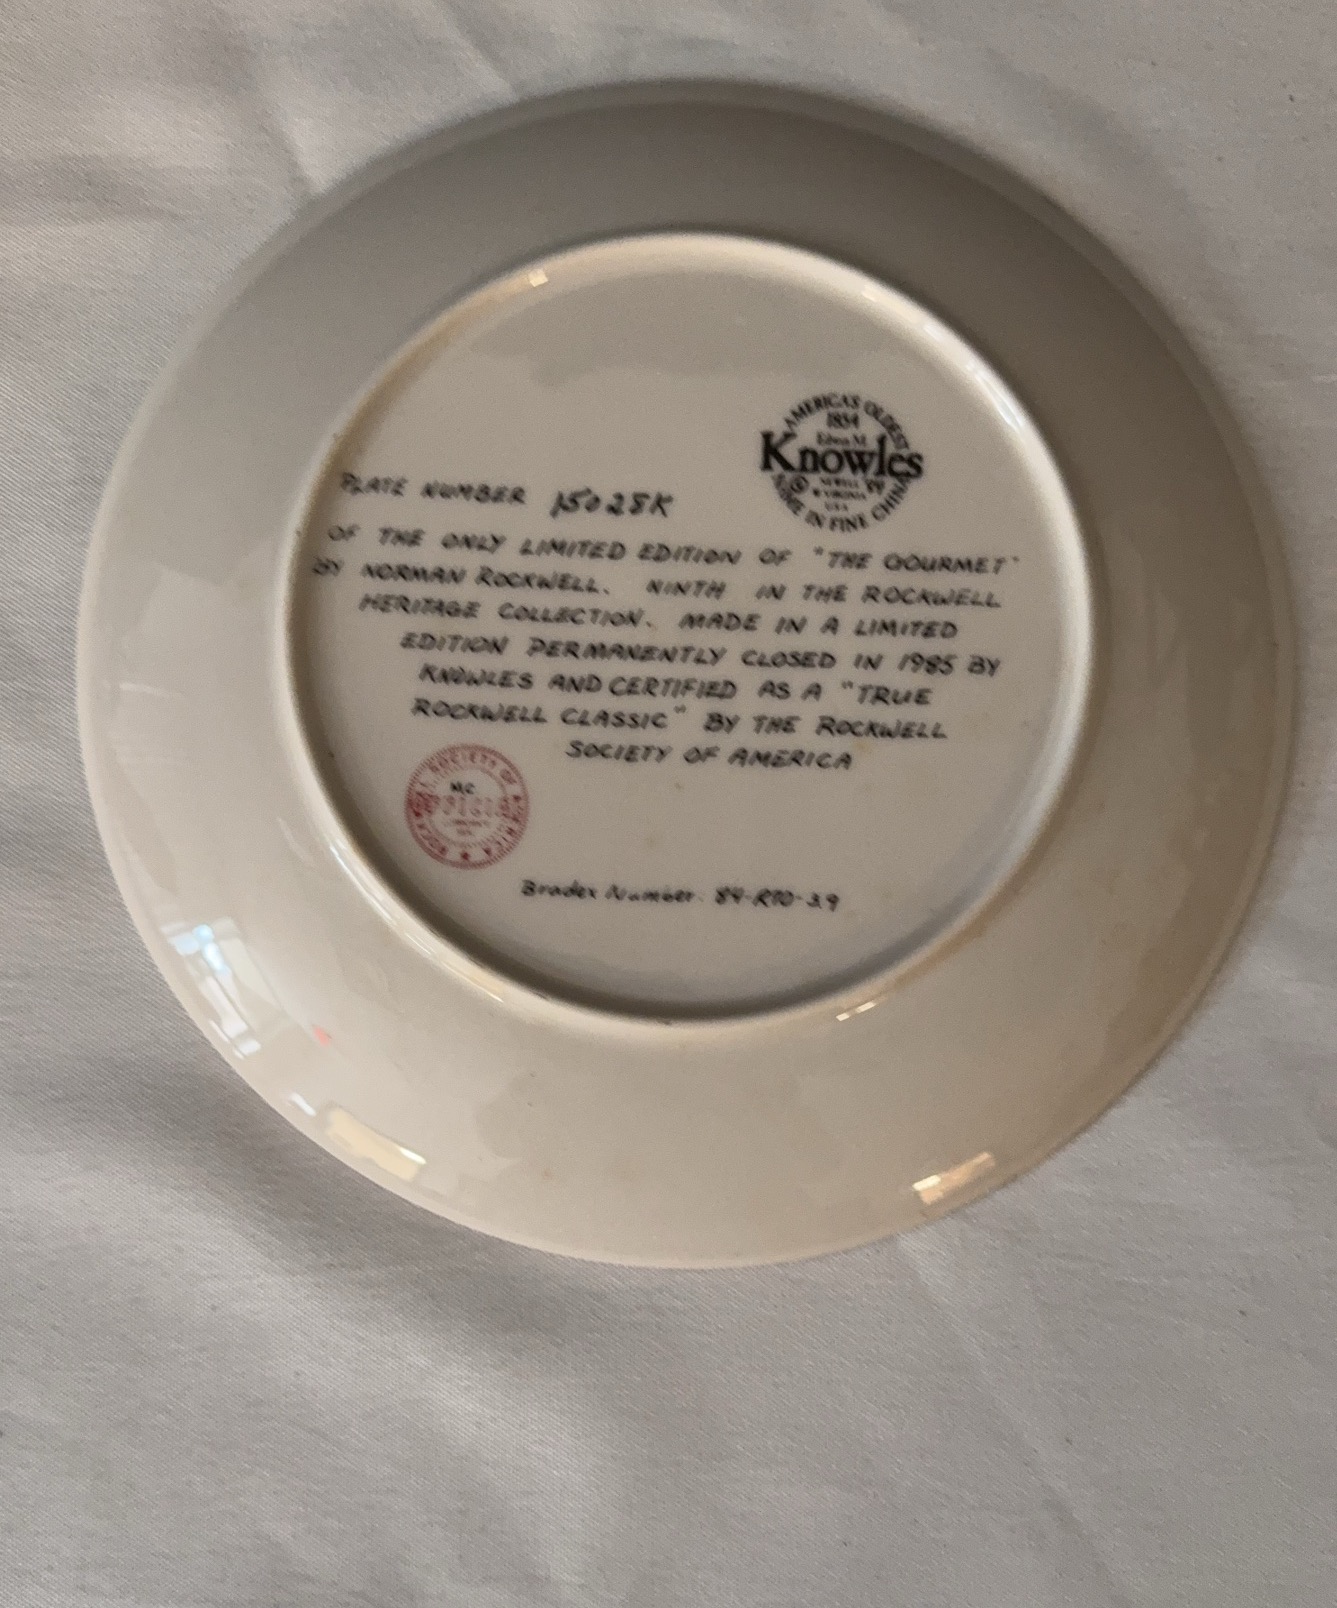 AMERICA'S OLDEST
1854
Edwin M.
Knowles
NEWELL
W VIRGINIA
USA
NAME IN FINE CHINA
PLATE NUMBER 15028K
OF THE ONLY LIMITED EDITION OF "THE GOURMET"
BY NORMAN ROCKWELL. NINTH IN THE ROCKWELL
HERITAGE COLLECTION. MADE IN A LIMITED
EDITION PERMANENTLY CLOSED IN 1985 BY
KNOWLES AND CERTIFIED AS A "TRUE
ROCKWELL CLASSIC" BY THE ROCKWELL
SOCIETY OF AMERICA
ROCKWELL SOCIETY OF AMERICA
Bradex Number. 84-R70-3.9